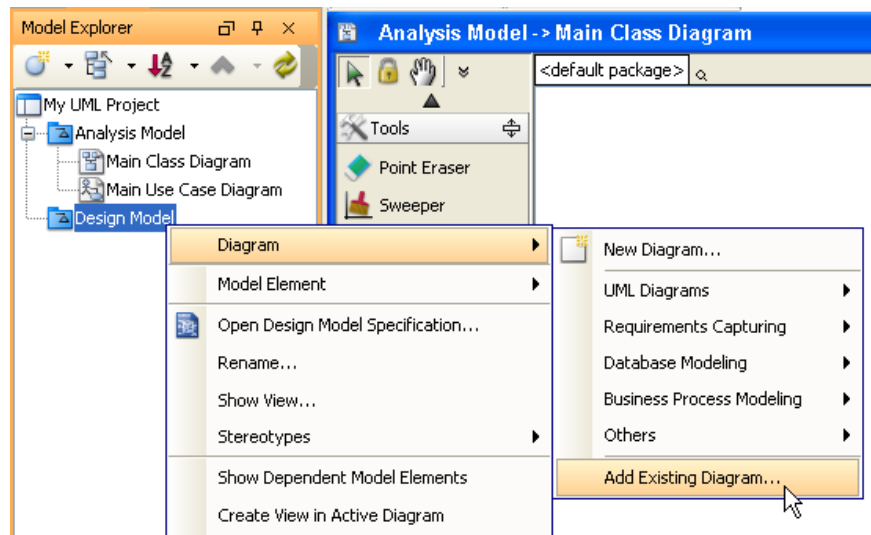 Model Explorer
My UML Project
Analysis Model
Main Class Diagram
Main Use Case Diagram
Design Model
Analysis Model -> Main Class Diagram
<default package>
Tools
Point Eraser
Sweeper
Diagram
Model Element
Open Design Model Specification...
Rename...
Show View...
Stereotypes
Show Dependent Model Elements
Create View in Active Diagram
New Diagram...
UML Diagrams
Requirements Capturing
Database Modeling
Business Process Modeling
Others
Add Existing Diagram...